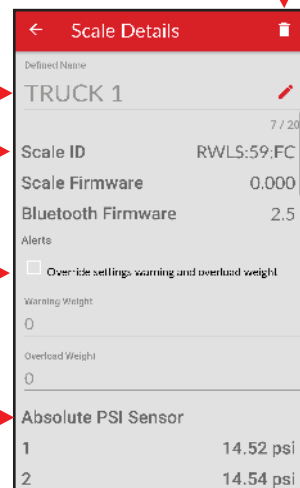 Scale Details
Defined Name
TRUCK 1
7 / 20
Scale ID RWLS:59:FC
Scale Firmware 0.000
Bluetooth Firmware 2.5
Alerts
Override settings warning and overload weight
Warning Weight
0
Overload Weight
0
Absolute PSI Sensor
1 14.52 psi
2 14.54 psi